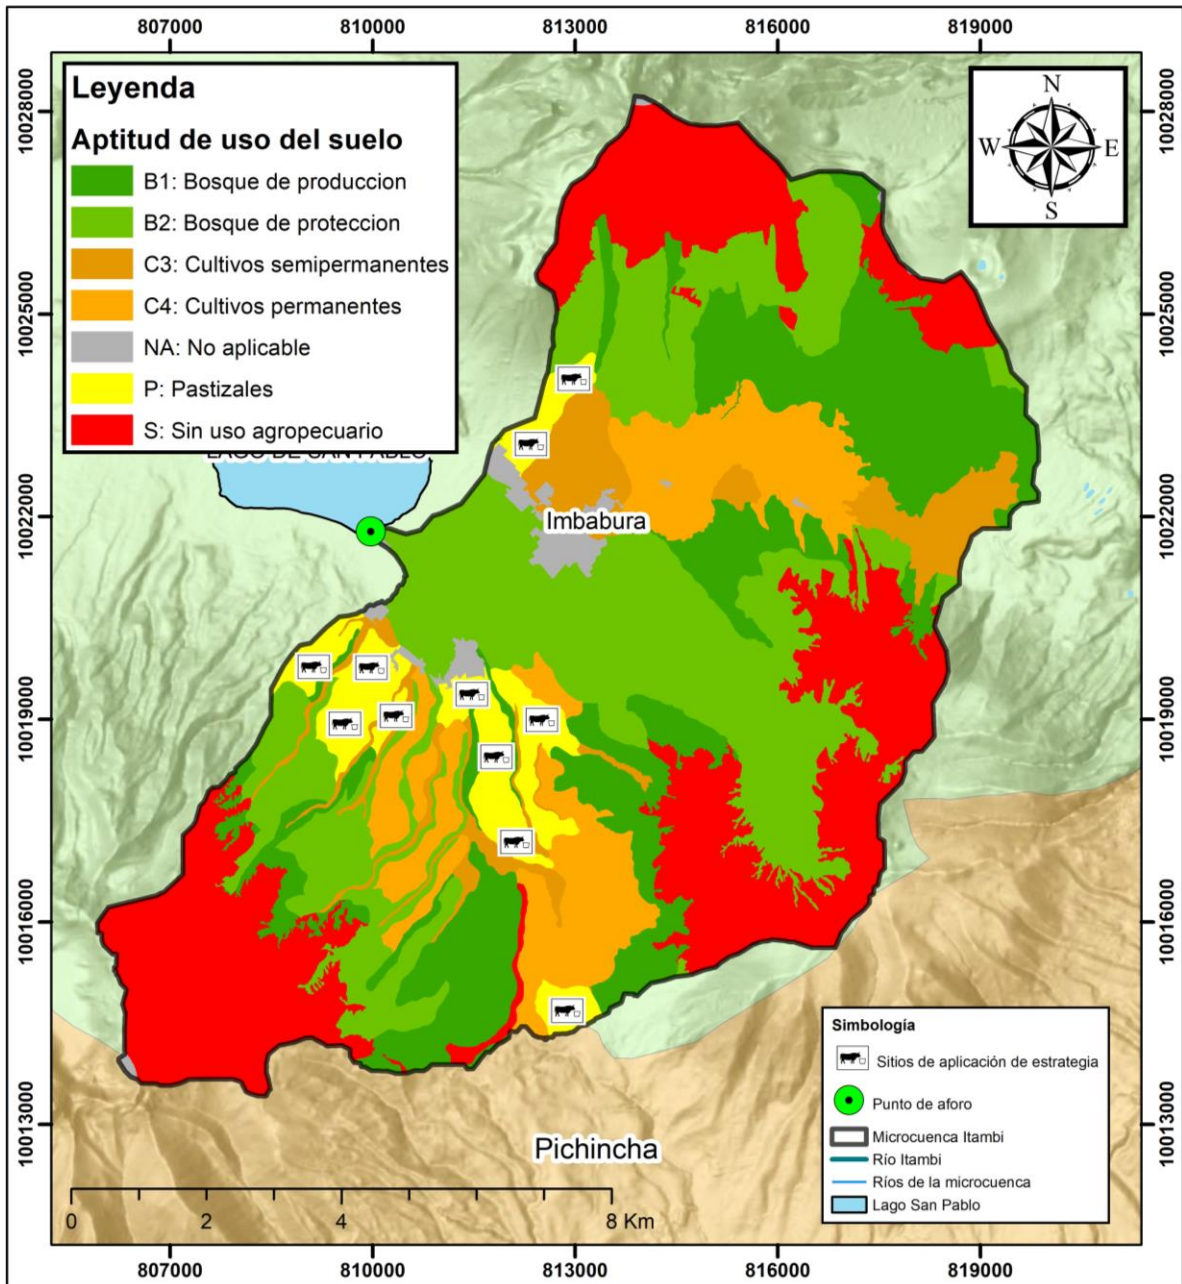 807000 810000 813000 816000 819000
Leyenda
Aptitud de uso del suelo
B1: Bosque de produccion
B2: Bosque de proteccion
C3: Cultivos semipermanentes
C4: Cultivos permanentes
NA: No aplicable
P: Pastizales
S: Sin uso agropecuario
N
W E
S
10028000 10028000
10025000 10025000
LAGO DE SAN PABLO
10022000 10022000
Imbabura
10019000 10019000
10016000 10016000
10013000 10013000
Pichincha
0 2 4 8 Km
Simbología
Sitios de aplicación de estrategia
Punto de aforo
Microcuenca Itambi
Río Itambi
Ríos de la microcuenca
Lago San Pablo
807000 810000 813000 816000 819000